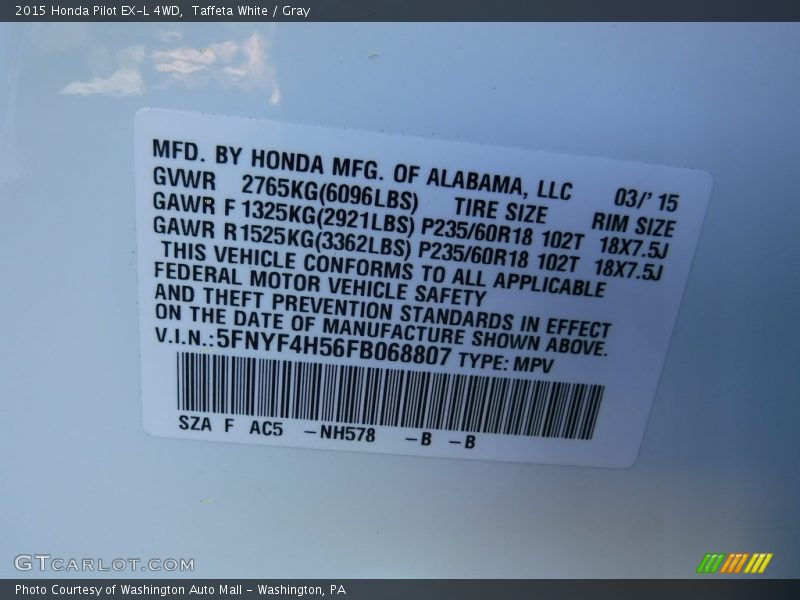 2015 Honda Pilot EX-L 4WD, Taffeta White / Gray
MFD. BY HONDA MFG. OF ALABAMA, LLC 03/' 15
GVWR 2765KG(6096LBS) TIRE SIZE RIM SIZE
GAWR F 1325KG(2921LBS) P235/60R18 102T 18X7.5J
GAWR R 1525KG(3362LBS) P235/60R18 102T 18X7.5J
THIS VEHICLE CONFORMS TO ALL APPLICABLE
FEDERAL MOTOR VEHICLE SAFETY
AND THEFT PREVENTION STANDARDS IN EFFECT
ON THE DATE OF MANUFACTURE SHOWN ABOVE.
V.I.N.:5FNYF4H56FB068807 TYPE: MPV
SZA F AC5 -NH578 -B -B
GTCARLOT.COM
Photo Courtesy of Washington Auto Mall - Washington, PA